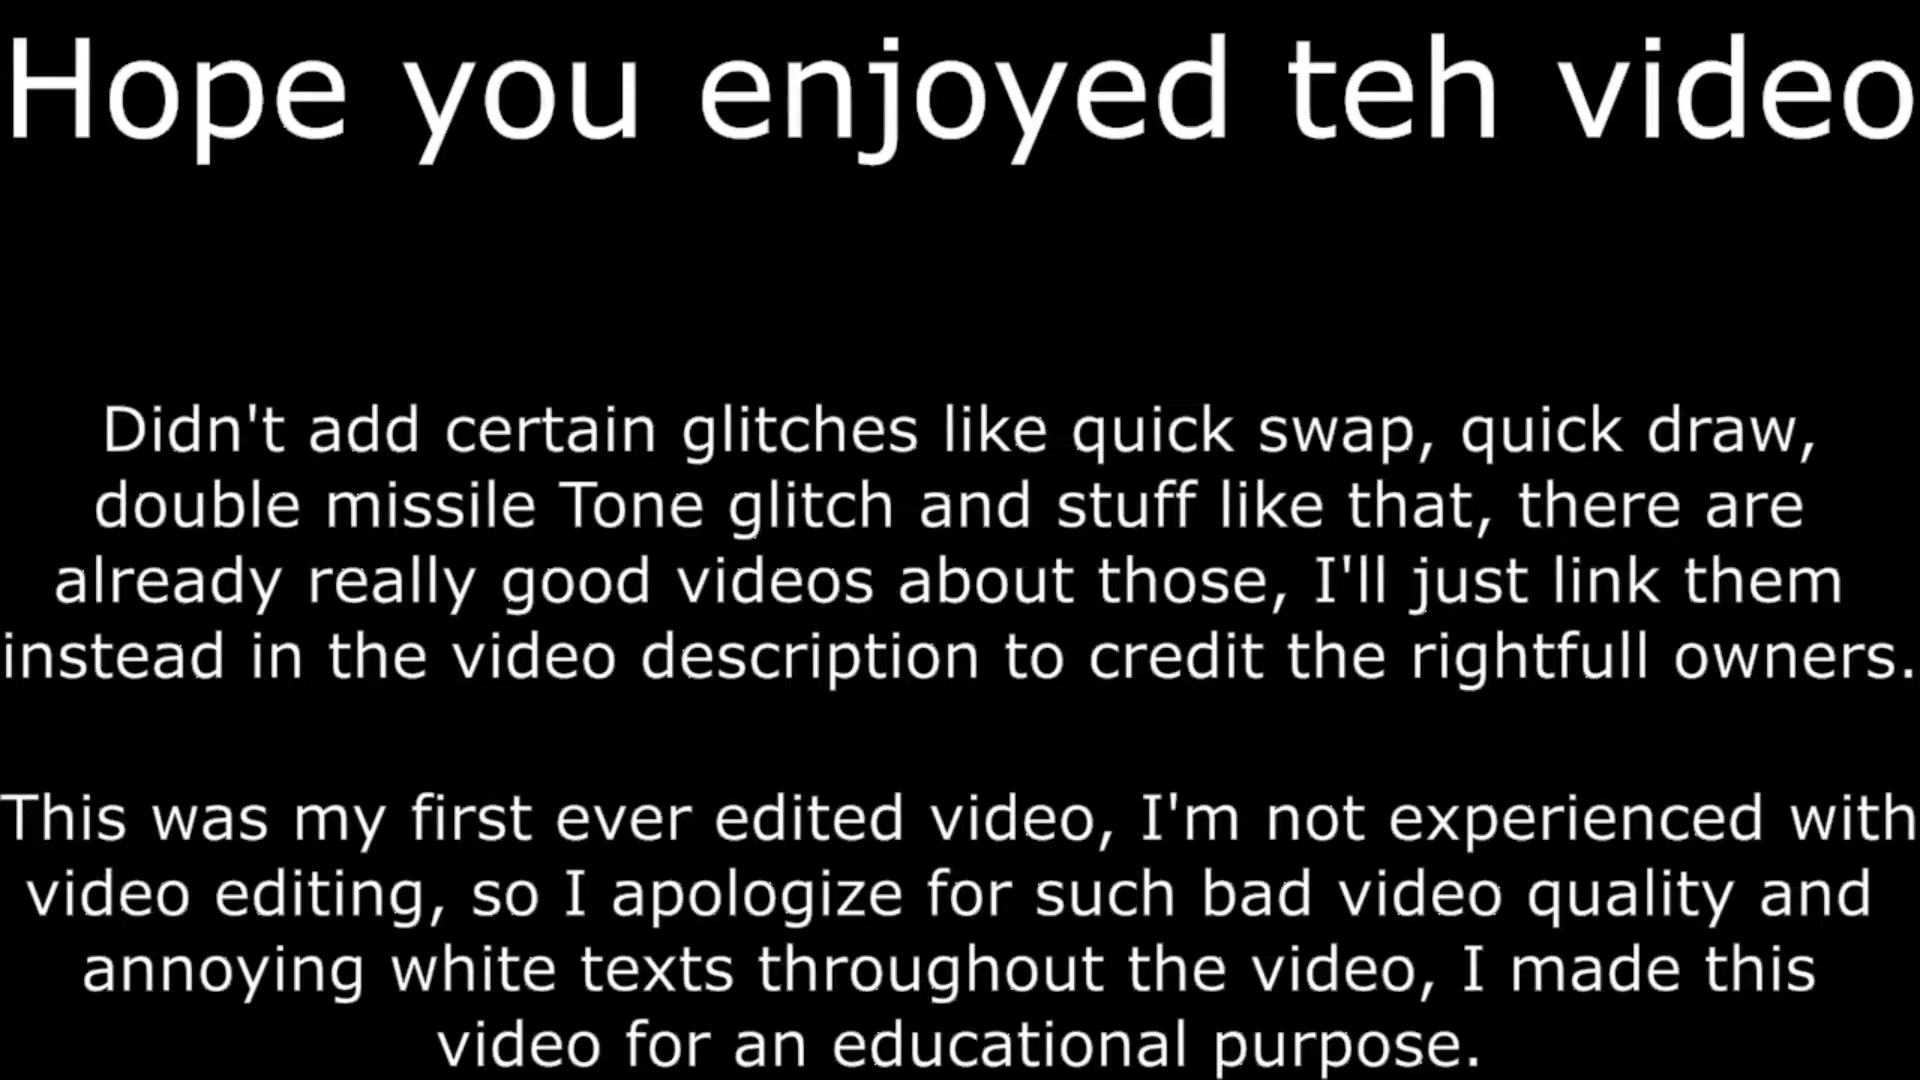 Hope you enjoyed teh video
Didn't add certain glitches like quick swap, quick draw,
double missile Tone glitch and stuff like that, there are
already really good videos about those, I'll just link them
instead in the video description to credit the rightfull owners.
This was my first ever edited video, I'm not experienced with
video editing, so I apologize for such bad video quality and
annoying white texts throughout the video, I made this
video for an educational purpose.